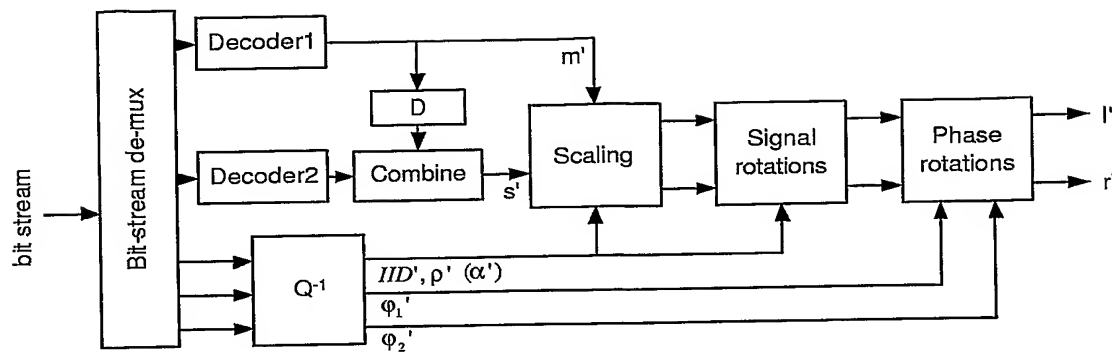 Decoder1
m'
D
Scaling
Signal
rotations
Phase
rotations
l'
r'
Decoder2
Combine
s'
bit stream
Bit-stream de-mux
Q⁻¹
IID', ρ' (α')
φ₁'
φ₂'